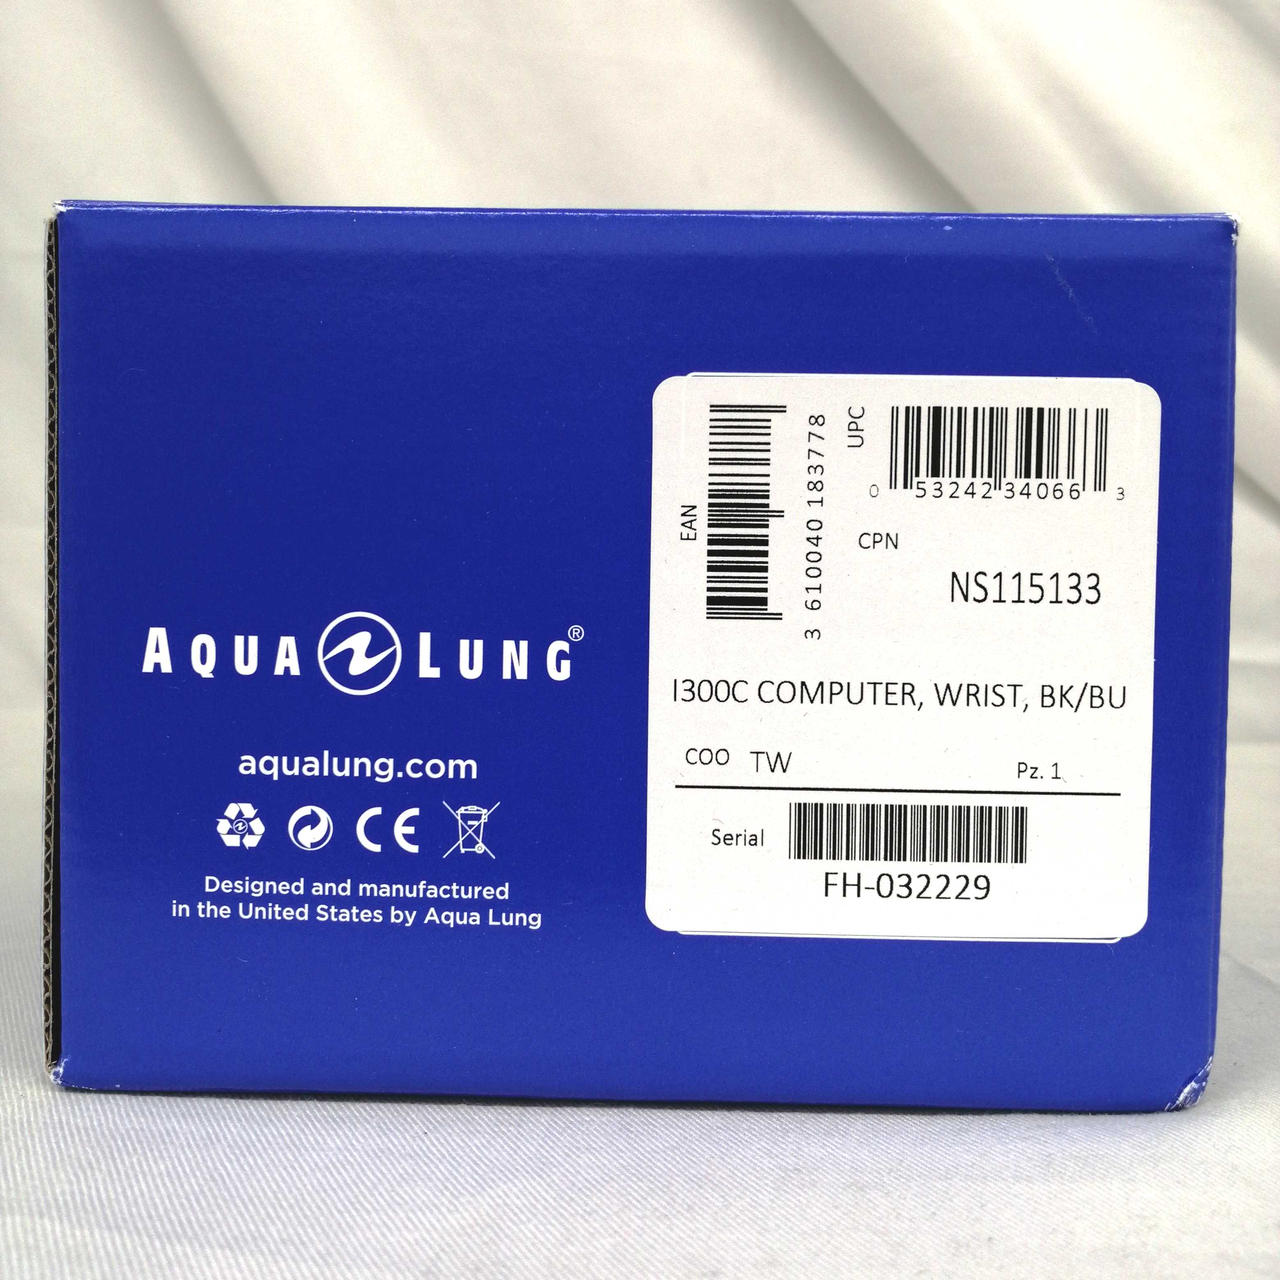 AQUA LUNG®
aqualung.com
CE
Designed and manufactured
in the United States by Aqua Lung
EAN
3 610040 183778
UPC
0 53242 34066 3
CPN
NS115133
I300C COMPUTER, WRIST, BK/BU
COO TW
Pz. 1
Serial
FH-032229